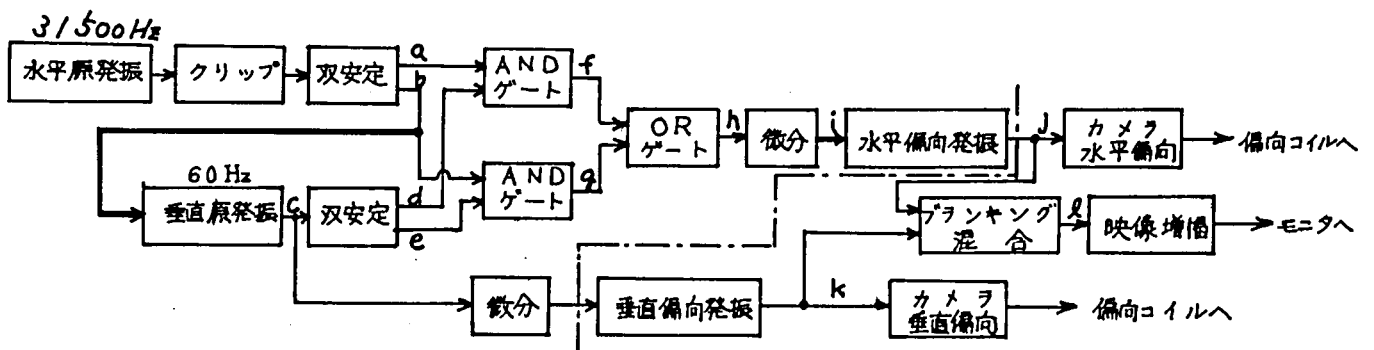 31500Hz
水平原発振
クリップ
双安定
a
b
AND
ゲート
f
OR
ゲート
h
微分
i
水平偏向発振
j
カメラ
水平偏向
偏向コイルへ
60Hz
垂直原発振
c
双安定
d
e
AND
ゲート
g
ブランキング
混合
l
映像増幅
モニタへ
微分
垂直偏向発振
k
カメラ
垂直偏向
偏向コイルへ